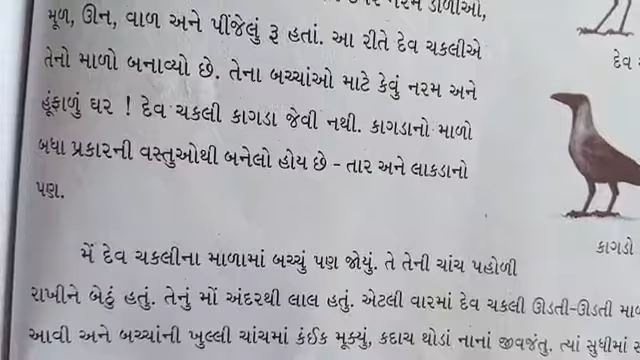 નરમ ડાળીઓ,
મૂળ, ઊન, વાળ અને પીંજેલું રૂ હતાં. આ રીતે દેવ ચકલીએ
તેનો માળો બનાવ્યો છે. તેના બચ્ચાંઓ માટે કેવું નરમ અને
હૂંફાળું ઘર ! દેવ ચકલી કાગડા જેવી નથી. કાગડાનો માળો
બધા પ્રકારની વસ્તુઓથી બનેલો હોય છે - તાર અને લાકડાનો
પણ.
દેવ
કાગડો
મેં દેવ ચકલીના માળામાં બચ્ચું પણ જોયું. તે તેની ચાંચ પહોળી
રાખીને બેઠું હતું. તેનું મોં અંદરથી લાલ હતું. એટલી વારમાં દેવ ચકલી ઊડતી-ઊડતી
આવી અને બચ્ચાંની ખુલ્લી ચાંચમાં કંઈક મૂક્યું, કદાચ થોડાં નાનાં જીવજંતુ. ત્યાં સુધીમાં